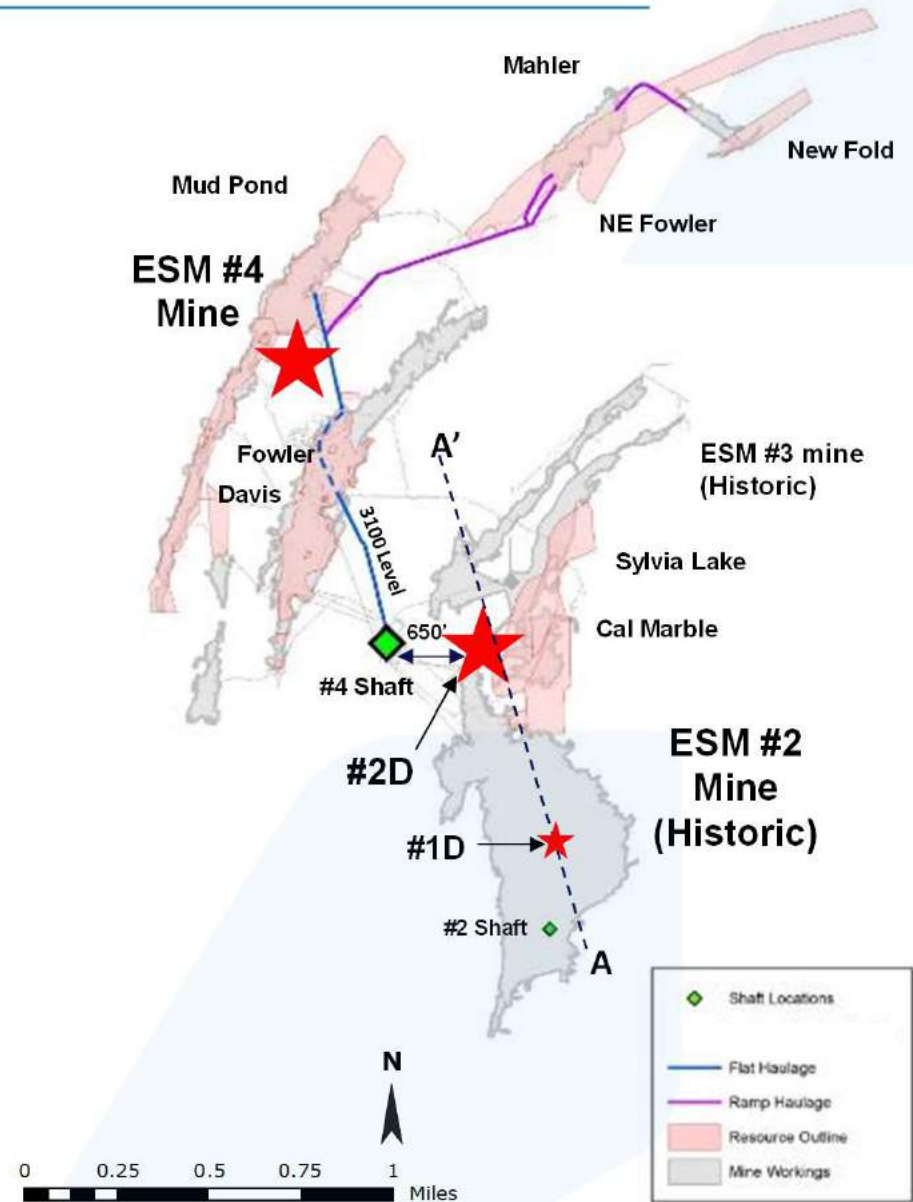 Mahler
New Fold
Mud Pond
NE Fowler
ESM #4
Mine
A'
ESM #3 mine
(Historic)
Fowler
Davis
3100 Level
Sylvia Lake
Cal Marble
650'
#4 Shaft
ESM #2
Mine
(Historic)
#2D
#1D
#2 Shaft
A
Shaft Locations
Flat Haulage
Ramp Haulage
Resource Outline
Mine Workings
N
0 0.25 0.5 0.75 1
Miles